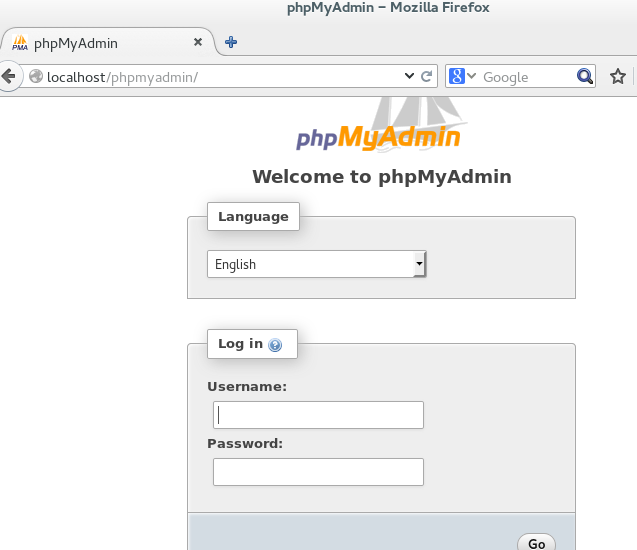 phpMyAdmin - Mozilla Firefox
PMA phpMyAdmin
localhost/phpmyadmin/
8 Google
phpMyAdmin
Welcome to phpMyAdmin
Language
English
Log in ?
Username:
Password:
Go